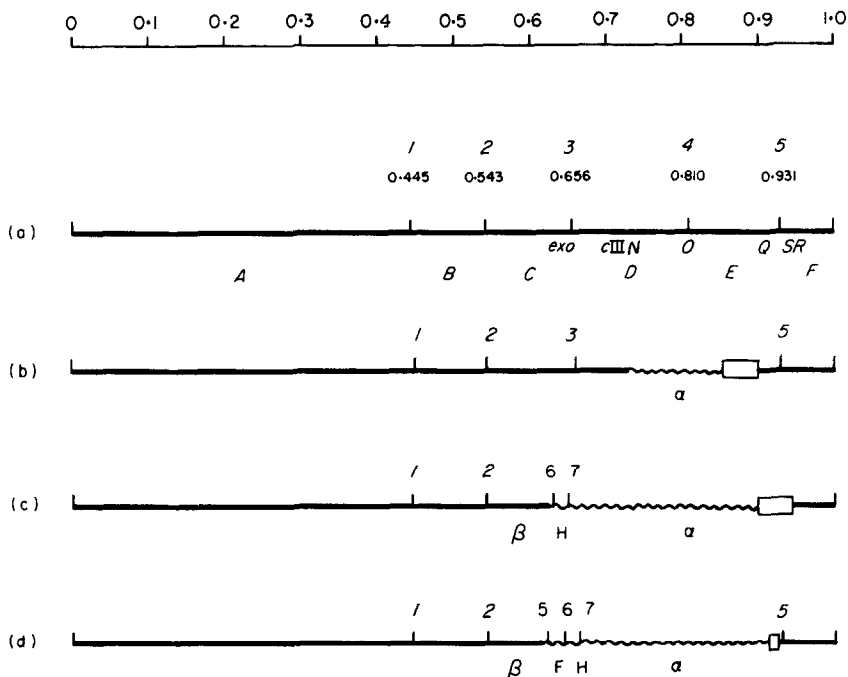 0 0·1 0·2 0·3 0·4 0·5 0·6 0·7 0·8 0·9 1·0
1 2 3 4 5
0·445 0·543 0·656 0·810 0·931
(a)
exo cIII N O Q SR
A B C D E F
1 2 3 5
(b)
α
1 2 6 7
(c)
β H α
1 2 5 6 7 5
(d)
β F H α